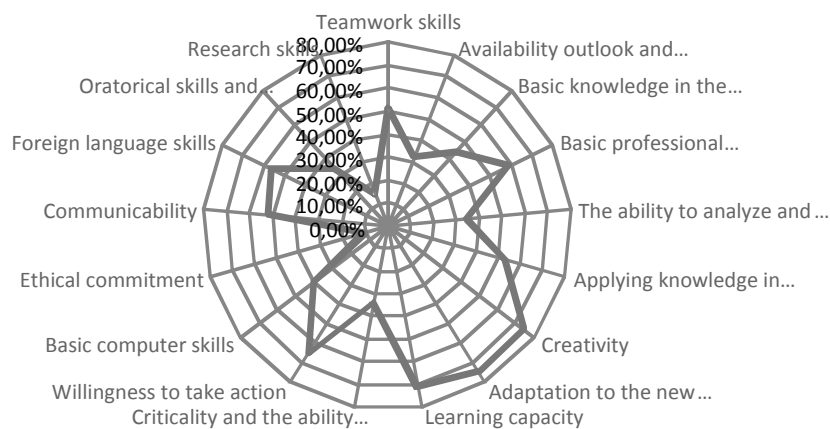 Teamwork skills
Availability outlook and…
Basic knowledge in the…
Basic professional…
The ability to analyze and …
Applying knowledge in…
Creativity
Adaptation to the new …
Learning capacity
Criticality and the ability…
Willingness to take action
Basic computer skills
Ethical commitment
Communicability
Foreign language skills
Oratorical skills and…
Research skills
80,00%
70,00%
60,00%
50,00%
40,00%
30,00%
20,00%
10,00%
0,00%